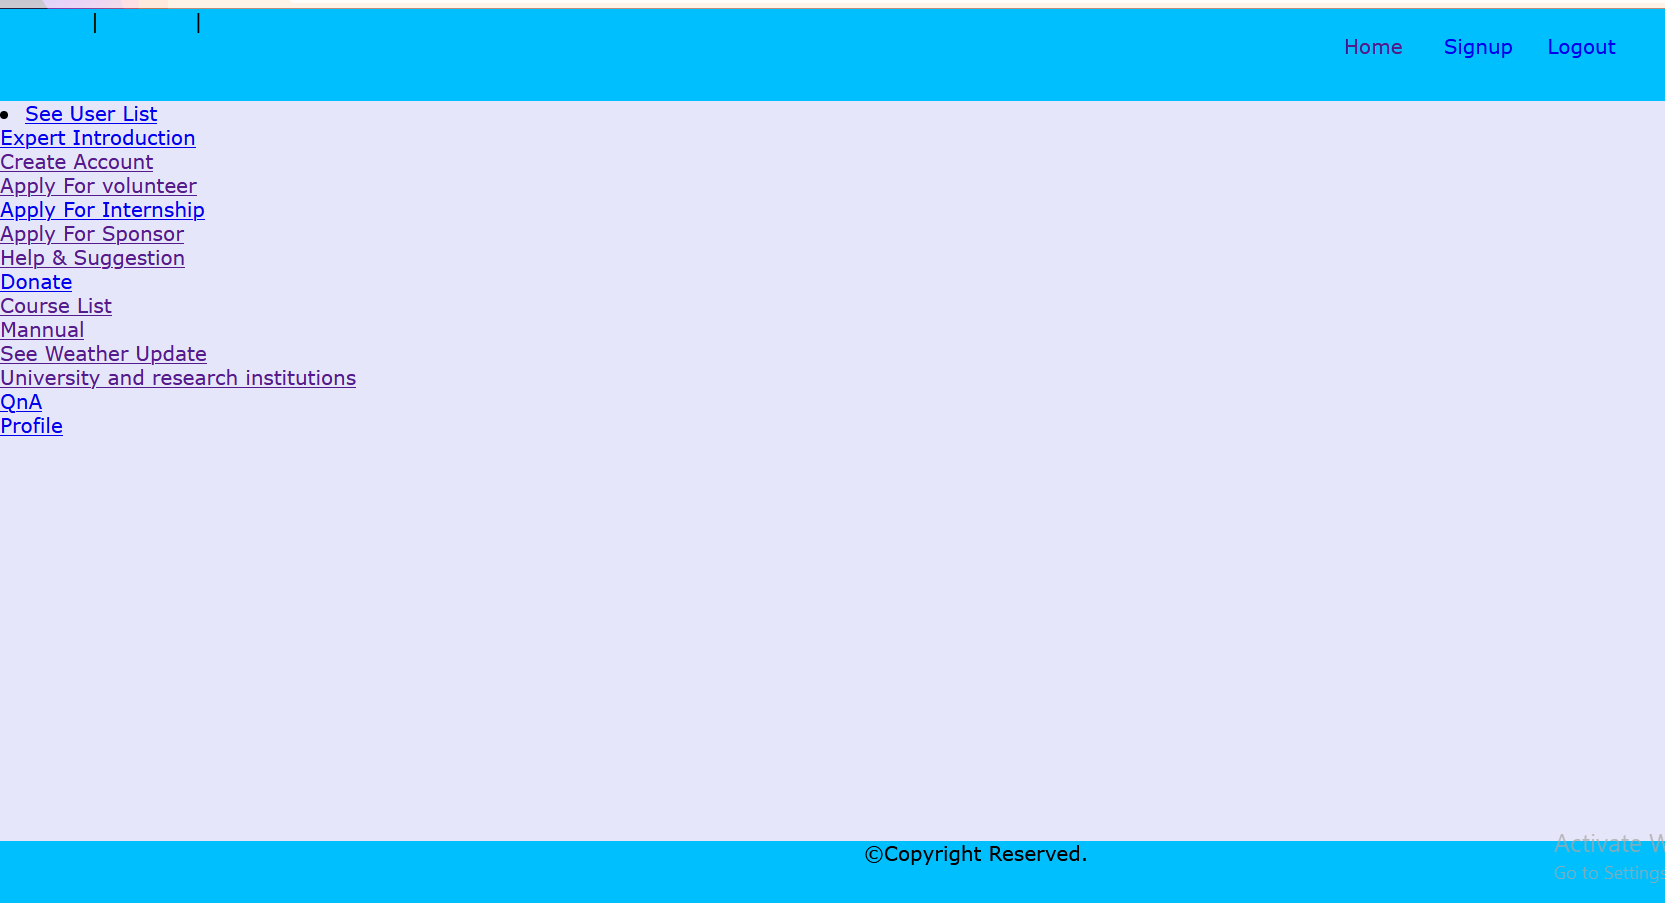 | |
Home Signup Logout
See User List
Expert Introduction
Create Account
Apply For volunteer
Apply For Internship
Apply For Sponsor
Help & Suggestion
Donate
Course List
Mannual
See Weather Update
University and research institutions
QnA
Profile
Activate W
©Copyright Reserved.
Go to Settings